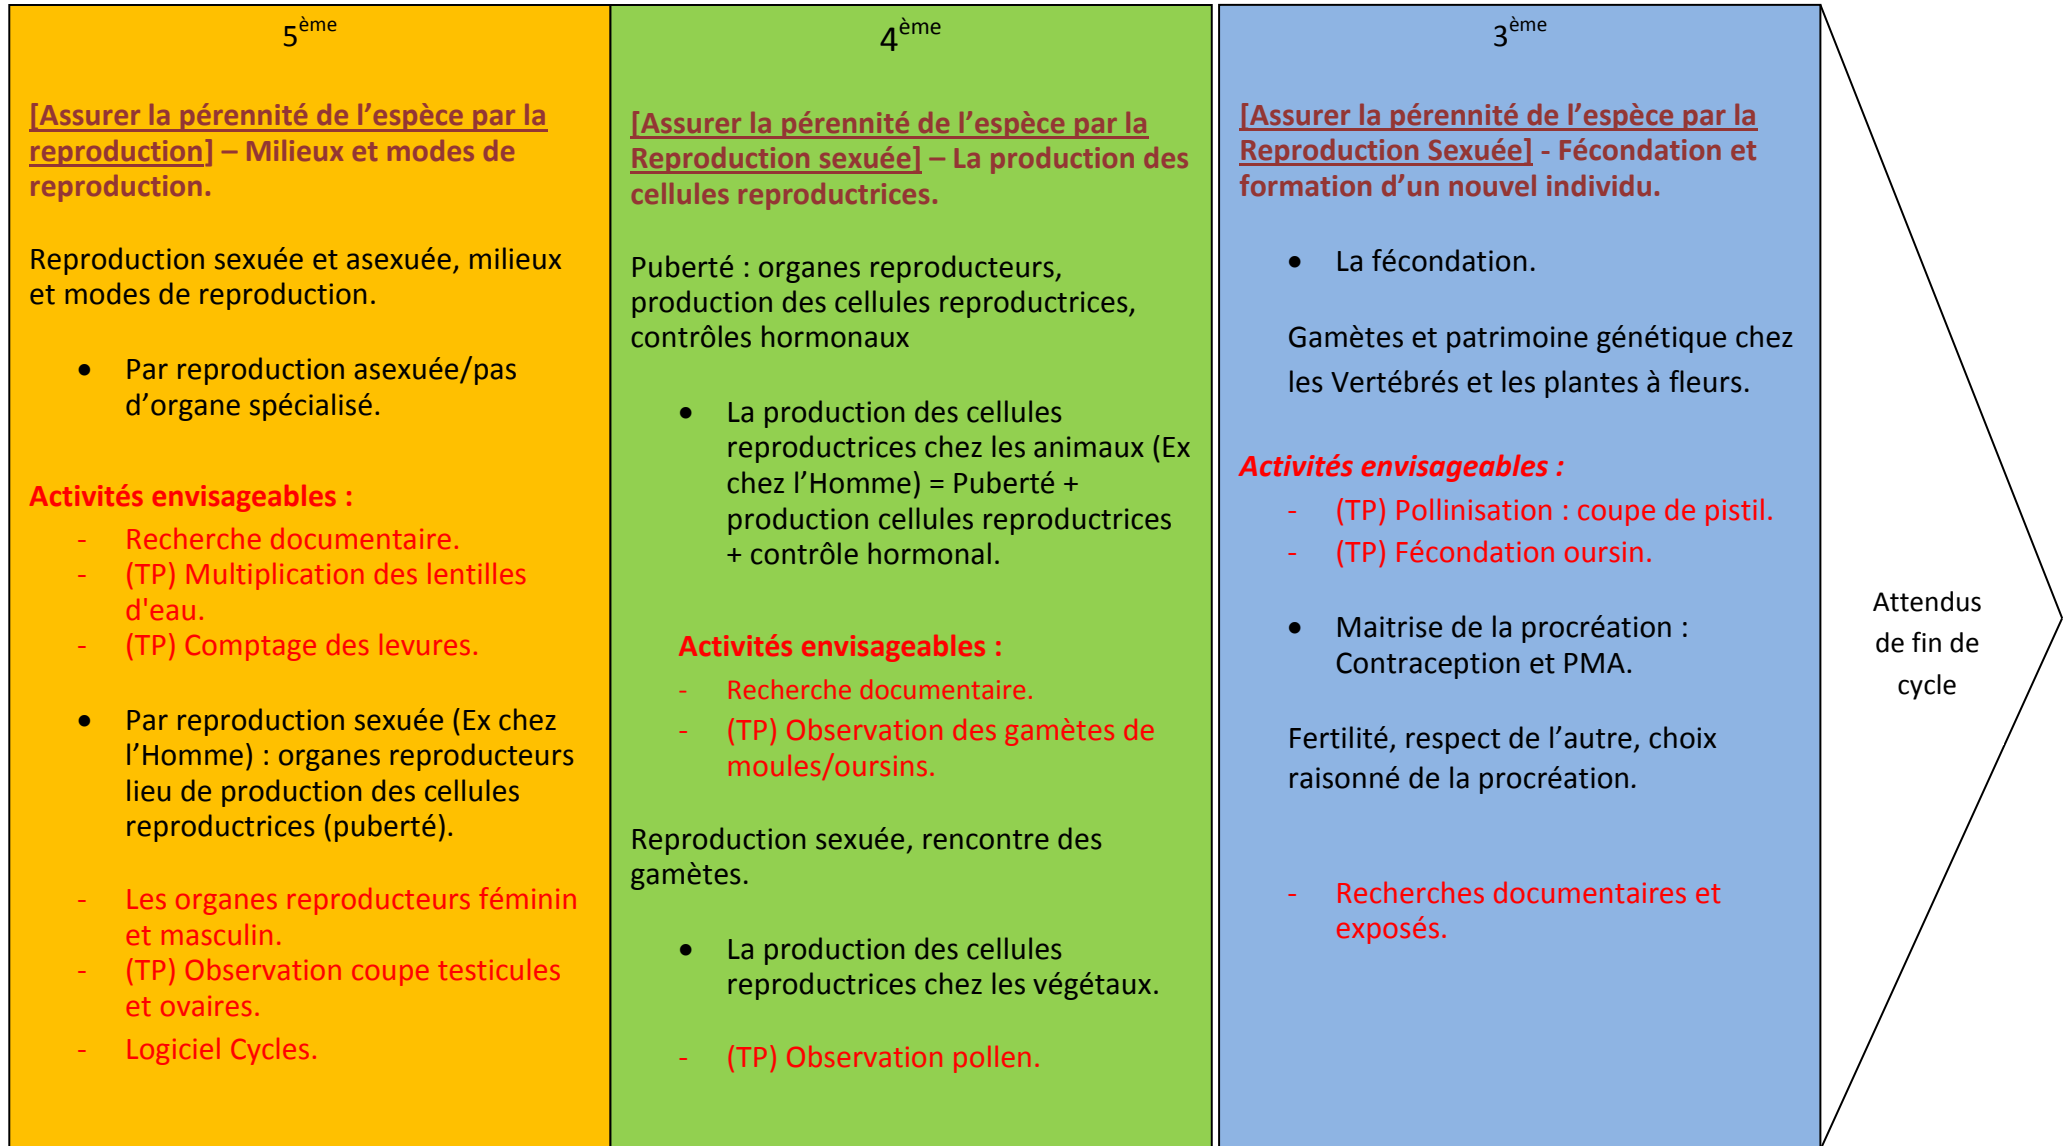 5ème
[Assurer la pérennité de l’espèce par la
reproduction] – Milieux et modes de
reproduction.
Reproduction sexuée et asexuée, milieux
et modes de reproduction.
• Par reproduction asexuée/pas
d’organe spécialisé.
Activités envisageables :
- Recherche documentaire.
- (TP) Multiplication des lentilles
d'eau.
- (TP) Comptage des levures.
• Par reproduction sexuée (Ex chez
l’Homme) : organes reproducteurs
lieu de production des cellules
reproductrices (puberté).
- Les organes reproducteurs féminin
et masculin.
- (TP) Observation coupe testicules
et ovaires.
- Logiciel Cycles.
4ème
[Assurer la pérennité de l’espèce par la
Reproduction sexuée] – La production des
cellules reproductrices.
Puberté : organes reproducteurs,
production des cellules reproductrices,
contrôles hormonaux
• La production des cellules
reproductrices chez les animaux (Ex
chez l’Homme) = Puberté +
production cellules reproductrices
+ contrôle hormonal.
Activités envisageables :
- Recherche documentaire.
- (TP) Observation des gamètes de
moules/oursins.
Reproduction sexuée, rencontre des
gamètes.
• La production des cellules
reproductrices chez les végétaux.
- (TP) Observation pollen.
3ème
[Assurer la pérennité de l’espèce par la
Reproduction Sexuée] - Fécondation et
formation d’un nouvel individu.
• La fécondation.
Gamètes et patrimoine génétique chez
les Vertébrés et les plantes à fleurs.
Activités envisageables :
- (TP) Pollinisation : coupe de pistil.
- (TP) Fécondation oursin.
• Maitrise de la procréation :
Contraception et PMA.
Fertilité, respect de l’autre, choix
raisonné de la procréation.
- Recherches documentaires et
exposés.
Attendus
de fin de
cycle